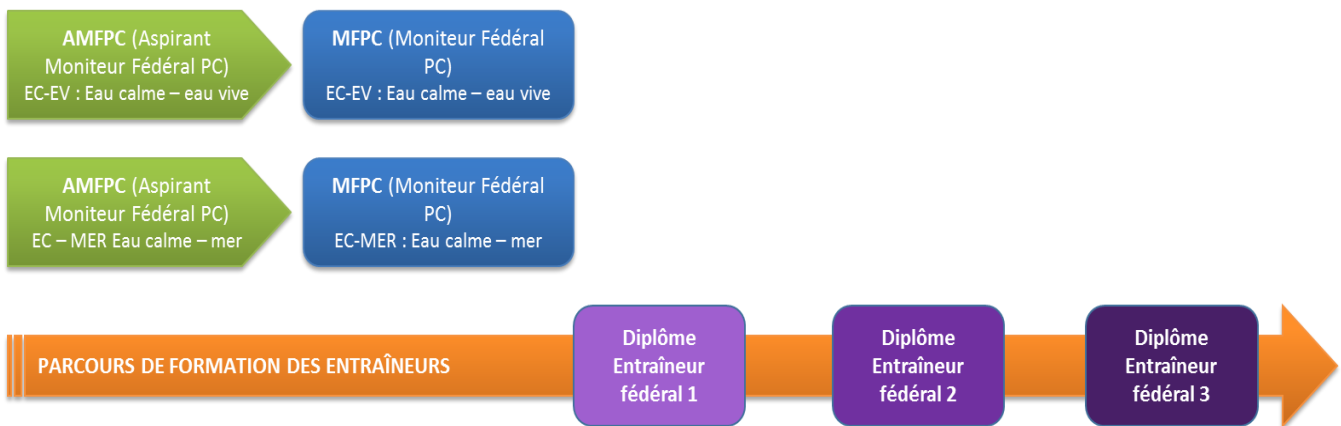 AMFPC (Aspirant
Moniteur Fédéral PC)
EC-EV : Eau calme – eau vive
MFPC (Moniteur Fédéral
PC)
EC-EV : Eau calme – eau vive
AMFPC (Aspirant
Moniteur Fédéral PC)
EC – MER Eau calme – mer
MFPC (Moniteur Fédéral
PC)
EC-MER : Eau calme – mer
PARCOURS DE FORMATION DES ENTRAÎNEURS
Diplôme
Entraîneur
fédéral 1
Diplôme
Entraîneur
fédéral 2
Diplôme
Entraîneur
fédéral 3